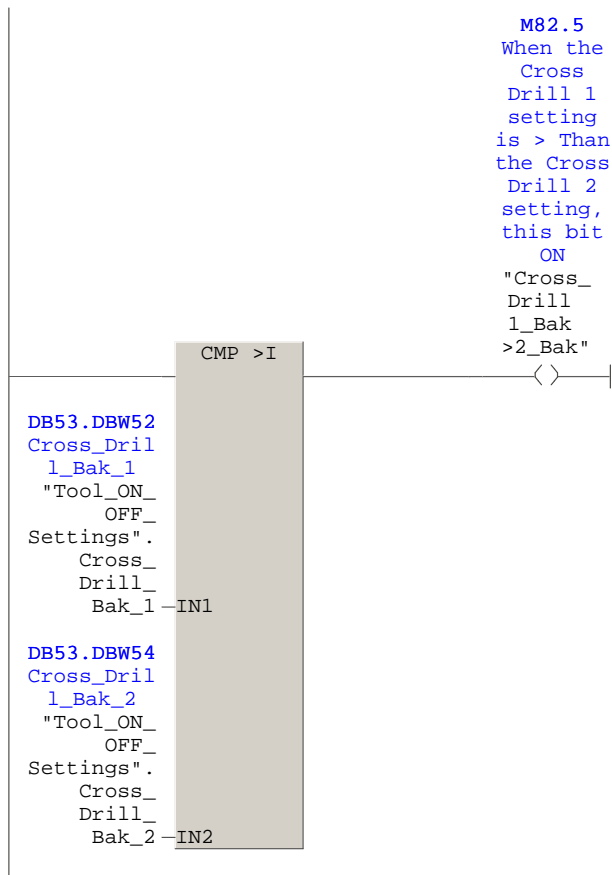 M82.5
When the
Cross
Drill 1
setting
is > Than
the Cross
Drill 2
setting,
this bit
ON
"Cross_
Drill
1_Bak
>2_Bak"
CMP >I
DB53.DBW52
Cross_Dril
l_Bak_1
"Tool_ON_
OFF_
Settings".
Cross_
Drill_
Bak_1
IN1
DB53.DBW54
Cross_Dril
l_Bak_2
"Tool_ON_
OFF_
Settings".
Cross_
Drill_
Bak_2
IN2